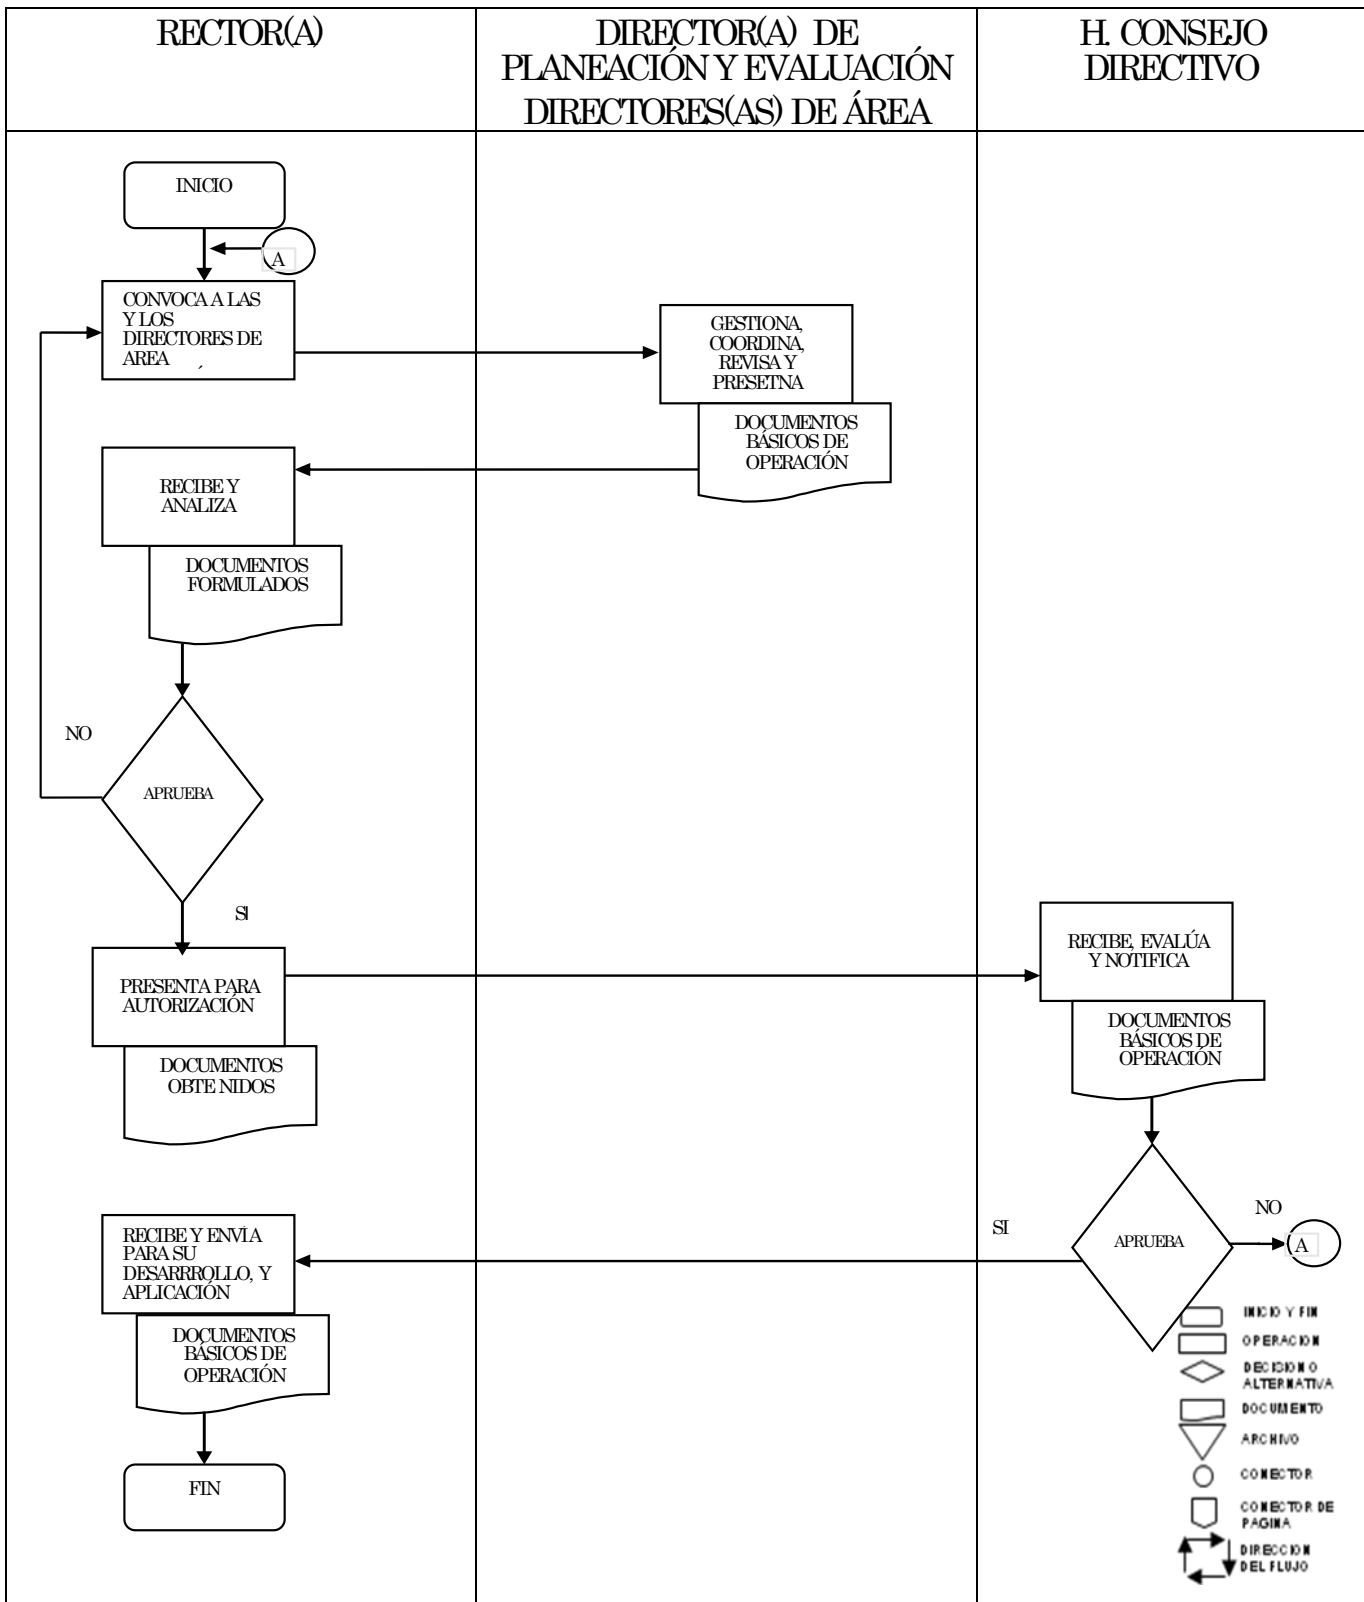 RECTOR(A)
DIRECTOR(A) DE
PLANEACIÓN Y EVALUACIÓN
DIRECTORES(AS) DE ÁREA
H. CONSEJO
DIRECTIVO
INICIO
A
CONVOCA A LAS
Y LOS
DIRECTORES DE
AREA
GESTIONA,
COORDINA,
REVISA Y
PRESETNA
DOCUMENTOS
BÁSICOS DE
OPERACIÓN
RECIBE Y
ANALIZA
DOCUMENTOS
FORMULADOS
NO
APRUEBA
SI
PRESENTA PARA
AUTORIZACIÓN
DOCUMENTOS
OBTE NIDOS
RECIBE, EVALÚA
Y NOTIFICA
DOCUMENTOS
BÁSICOS DE
OPERACIÓN
APRUEBA
NO
A
SI
RECIBE Y ENVÍA
PARA SU
DESARRROLLO, Y
APLICACIÓN
DOCUMENTOS
BÁSICOS DE
OPERACIÓN
FIN
INICIO Y FIN
OPERACION
DECISION O
ALTERNATIVA
DOCUMENTO
ARCHIVO
CONECTOR
CONECTOR DE
PAGINA
DIRECCION
DEL FLUJO